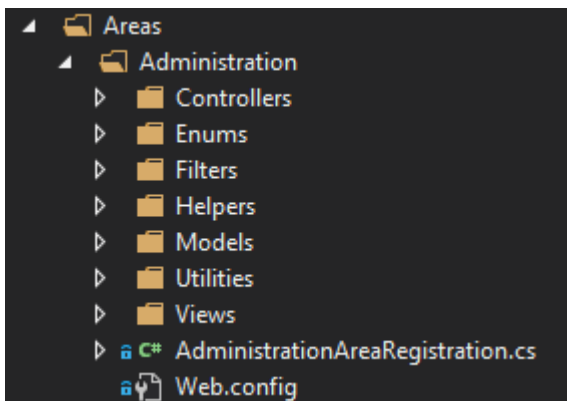 Areas
Administration
Controllers
Enums
Filters
Helpers
Models
Utilities
Views
C# AdministrationAreaRegistration.cs
Web.config